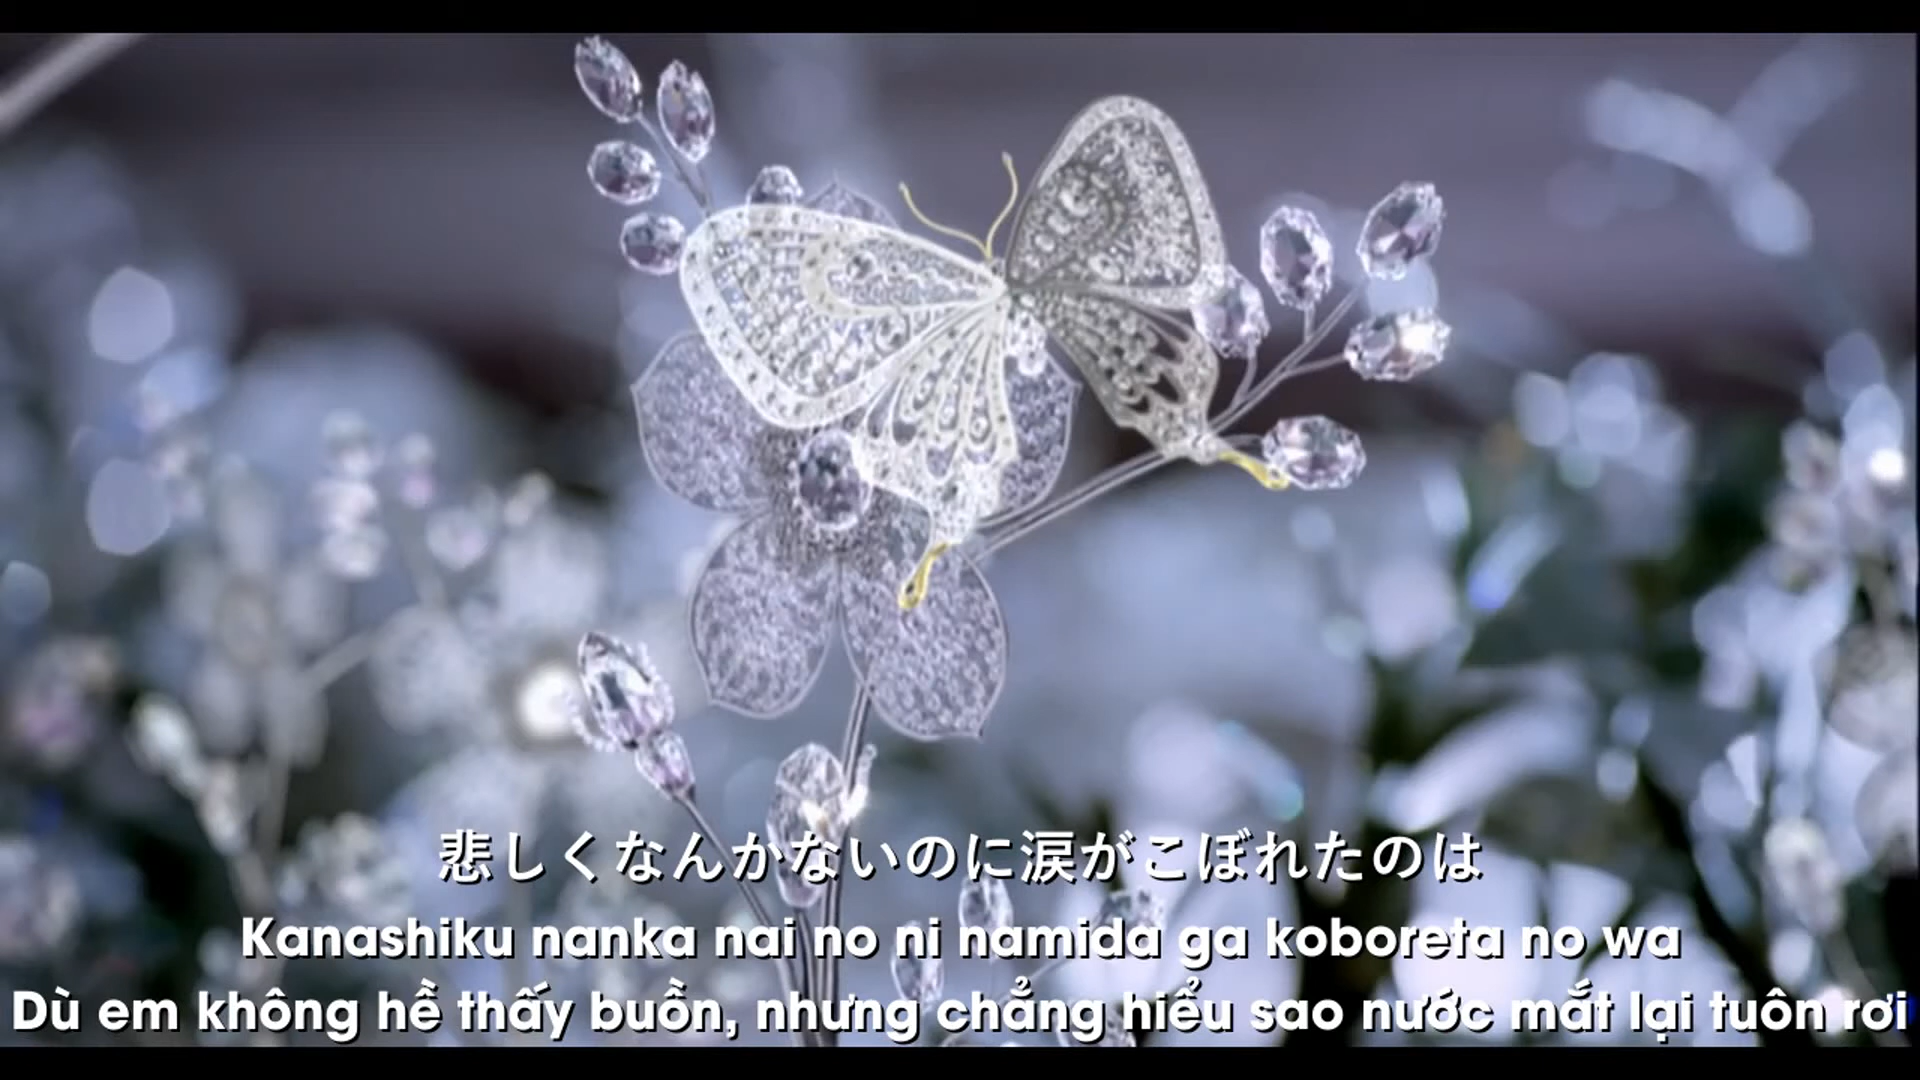 悲しくなんかないのに涙がこぼれたのは
Kanashiku nanka nai no ni namida ga koboreta no wa
Dù em không hề thấy buồn, nhưng chẳng hiểu sao nước mắt lại tuôn rơi